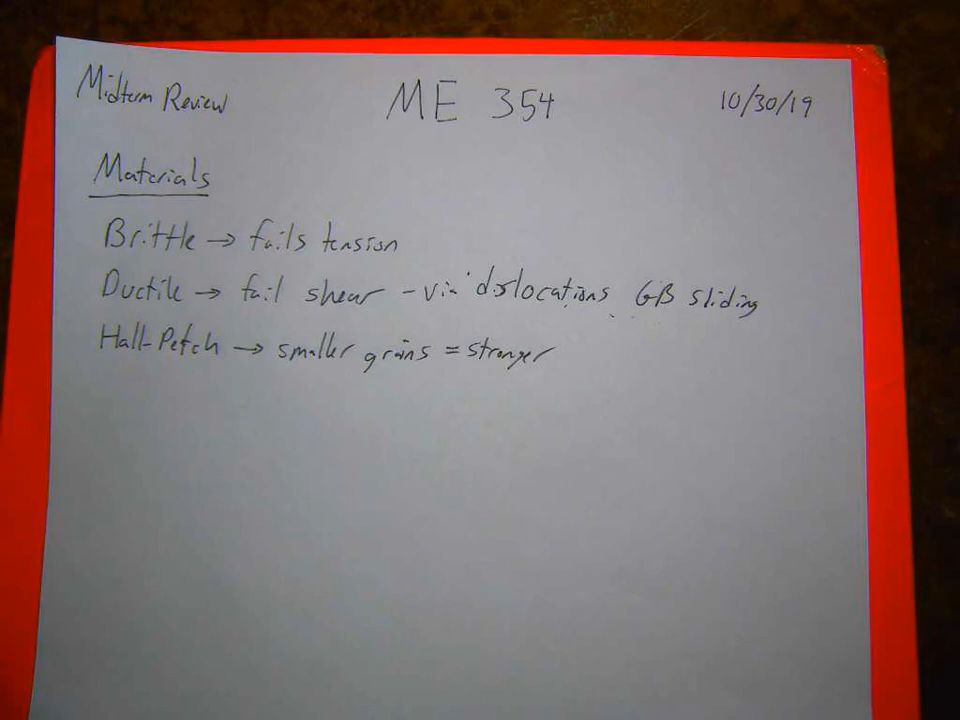 Midterm Review ME 354 10/30/19
Materials
Brittle → fails tension
Ductile → fail shear - via dislocations GB sliding
Hall-Petch → smaller grains = stronger